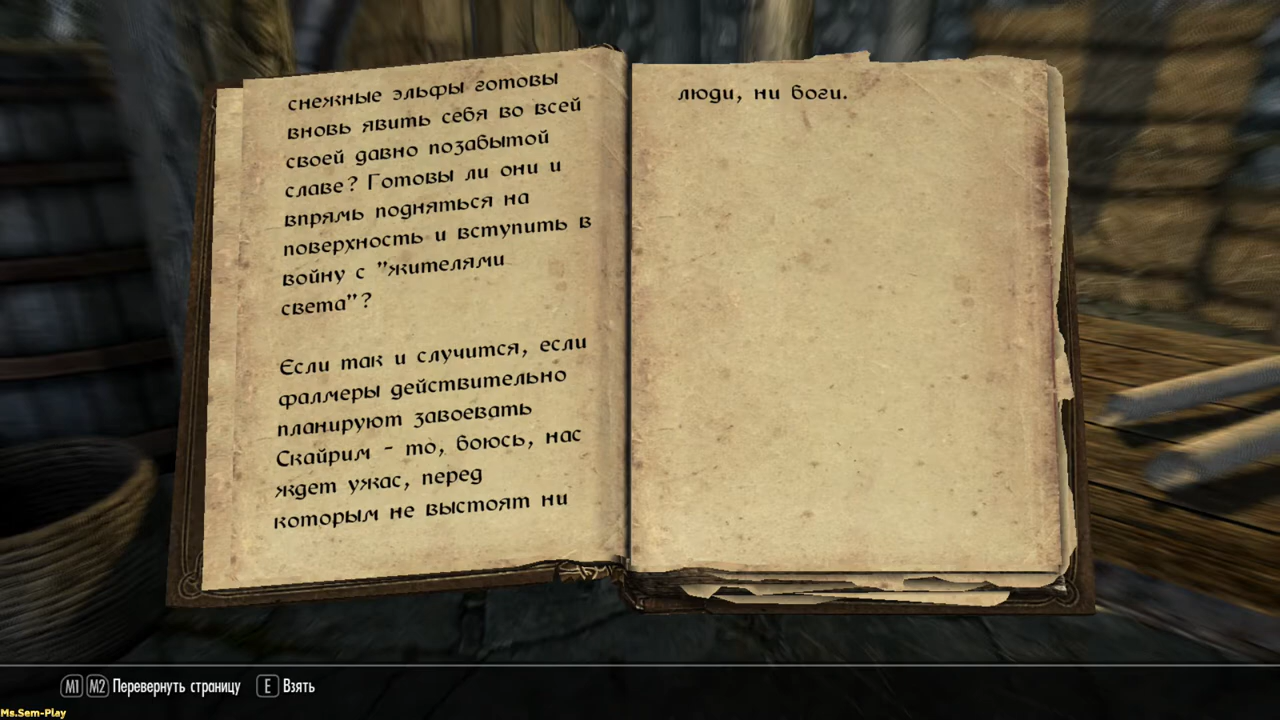 снежные эльфы готовы
вновь явить себя во всей
своей давно позабытой
славе? Готовы ли они и
впрямь подняться на
поверхность и вступить в
войну с "жителями
света"?
Если так и случится, если
фалмеры действительно
планируют завоевать
Скайрим - то, боюсь, нас
ждет ужас, перед
которым не выстоят ни
люди, ни боги.
M1 M2 Перевернуть страницу E Взять
Ms.Sem-Play